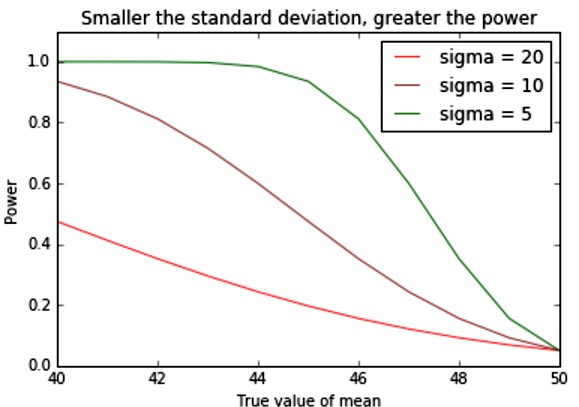 Smaller the standard deviation, greater the power
sigma = 20
sigma = 10
sigma = 5
1.0
0.8
0.6
0.4
0.2
0.0
Power
40
42
44
46
48
50
True value of mean